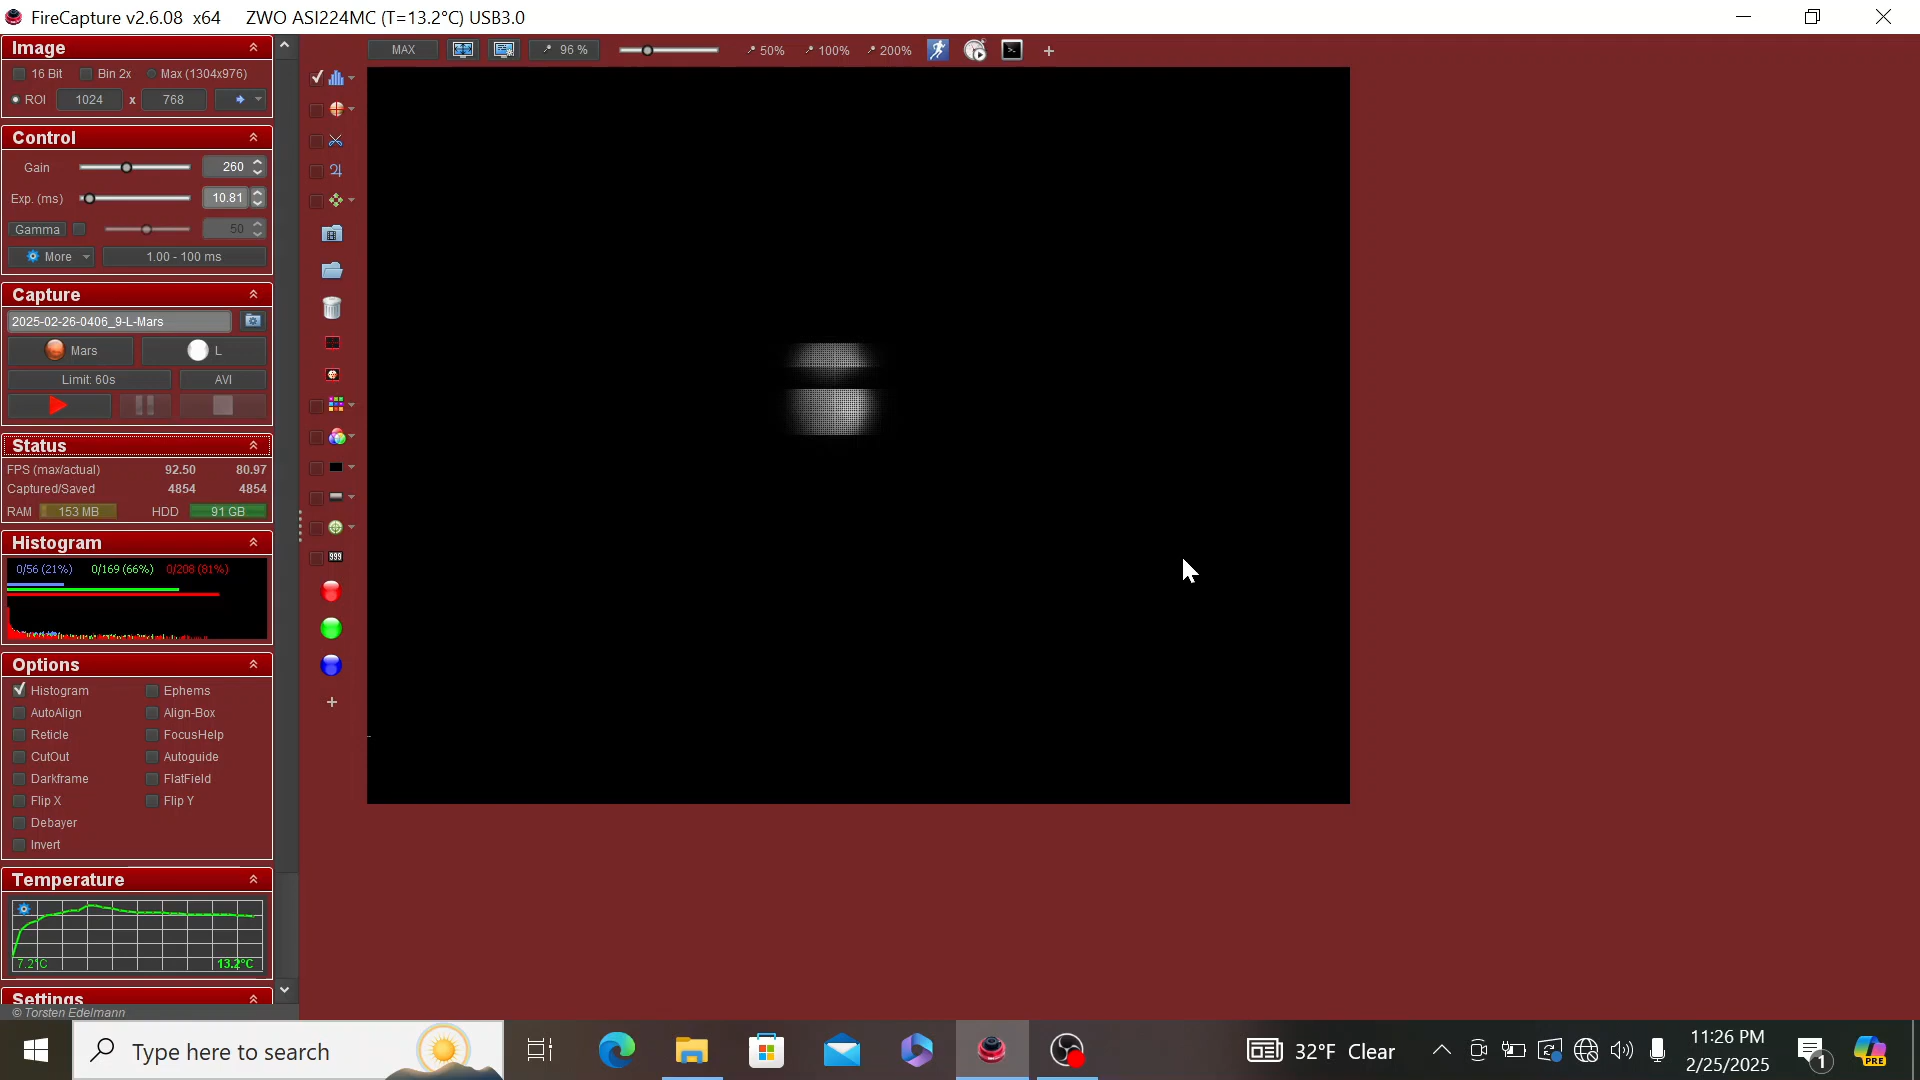 FireCapture v2.6.08 x64 ZWO ASI224MC (T=13.2°C) USB3.0
Image
MAX 96 % 50% 100% 200%
16 Bit Bin 2x Max (1304x976)
ROI 1024 x 768
Control
Gain 260
Exp. (ms) 10.81
Gamma 50
More 1.00 - 100 ms
Capture
2025-02-26-0406_9-L-Mars
Mars L
Limit: 60s AVI
Status
FPS (max/actual) 92.50 80.97
Captured/Saved 4854 4854
RAM 153 MB HDD 91 GB
Histogram
0/56 (21%) 0/169 (66%) 0/208 (81%)
999
Options
Histogram Ephems
AutoAlign Align-Box
Reticle FocusHelp
CutOut Autoguide
Darkframe FlatField
Flip X Flip Y
Debayer
Invert
Temperature
7.2°C 13.2°C
Settings
© Torsten Edelmann
Type here to search
32°F Clear
11:26 PM
2/25/2025
1
PRE